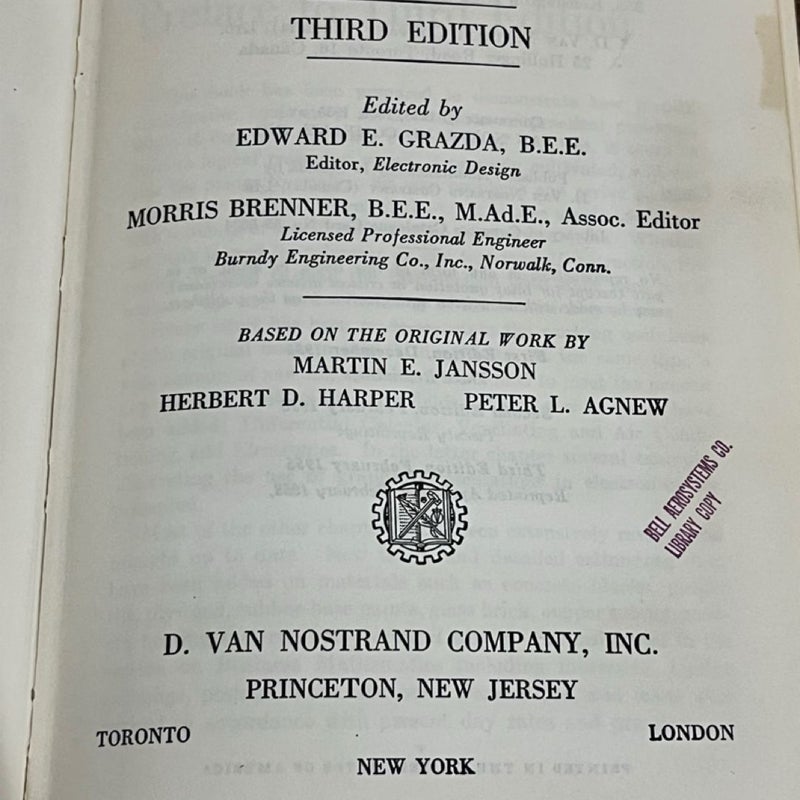 THIRD EDITION
Edited by
EDWARD E. GRAZDA, B.E.E.
Editor, Electronic Design
MORRIS BRENNER, B.E.E., M.Ad.E., Assoc. Editor
Licensed Professional Engineer
Burndy Engineering Co., Inc., Norwalk, Conn.
BASED ON THE ORIGINAL WORK BY
MARTIN E. JANSSON
HERBERT D. HARPER PETER L. AGNEW
BELL AEROSYSTEMS CO.
LIBRARY COPY
D. VAN NOSTRAND COMPANY, INC.
PRINCETON, NEW JERSEY
TORONTO LONDON
NEW YORK